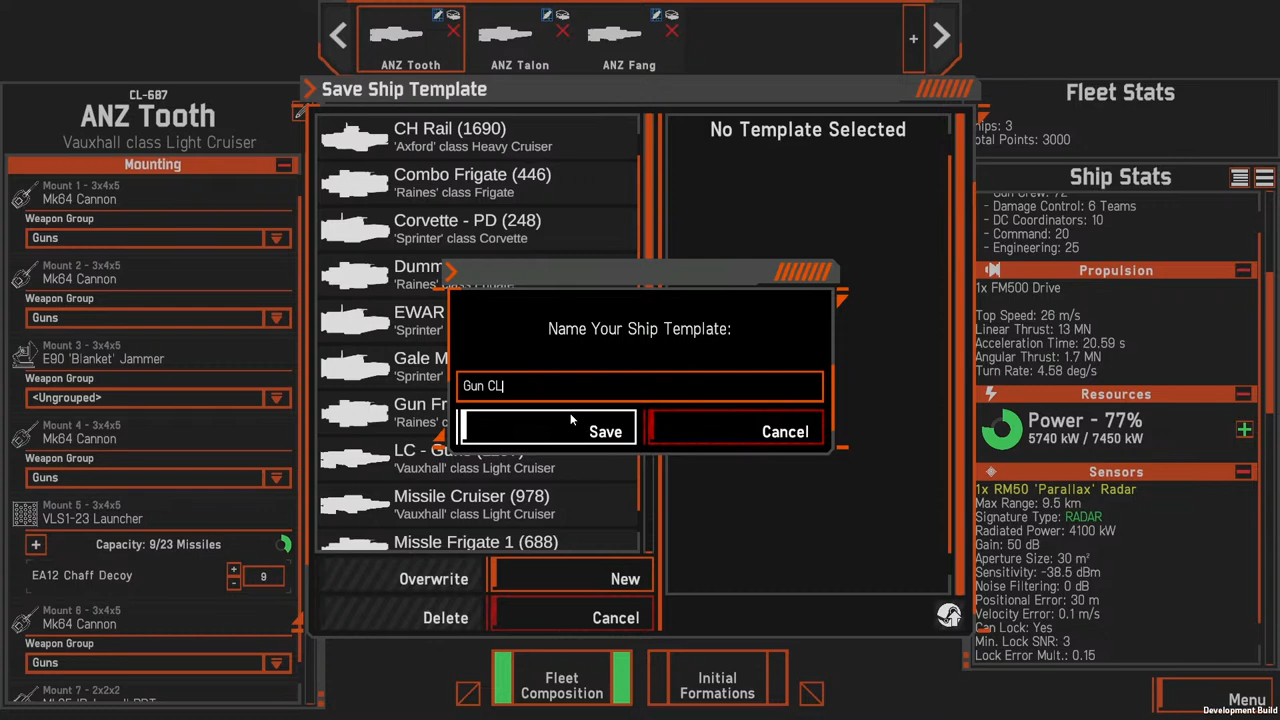 ANZ Tooth
ANZ Talon
ANZ Fang
+
CL-687
ANZ Tooth
Vauxhall class Light Cruiser
Mounting
Mount 1 - 3x4x5
Mk64 Cannon
Weapon Group
Guns
Mount 2 - 3x4x5
Mk64 Cannon
Weapon Group
Guns
Mount 3 - 3x4x5
E90 'Blanket' Jammer
Weapon Group
<Ungrouped>
Mount 4 - 3x4x5
Mk64 Cannon
Weapon Group
Guns
Mount 5 - 3x4x5
VLS1-23 Launcher
+
Capacity: 9/23 Missiles
EA12 Chaff Decoy
+
-
9
Mount 6 - 3x4x5
Mk64 Cannon
Weapon Group
Guns
Mount 7 - 2x2x2
Save Ship Template
CH Rail (1690)
'Axford' class Heavy Cruiser
Combo Frigate (446)
'Raines' class Frigate
Corvette - PD (248)
'Sprinter' class Corvette
Dumm
'Raines'
EWAR
'Sprinter'
Gale M
'Sprinter'
Gun Fr
'Raines' c
LC - Guns
'Vauxhall' class Light Cruiser
Missile Cruiser (978)
'Vauxhall' class Light Cruiser
Missle Frigate 1 (688)
Overwrite
New
Delete
Cancel
No Template Selected
Name Your Ship Template:
Gun CL
Save
Cancel
Fleet Composition
Initial Formations
Fleet Stats
hips: 3
otal Points: 3000
Ship Stats
- Gun Crew: 72
- Damage Control: 6 Teams
- DC Coordinators: 10
- Command: 20
- Engineering: 25
Propulsion
1x FM500 Drive
Top Speed: 26 m/s
Linear Thrust: 13 MN
Acceleration Time: 20.59 s
Angular Thrust: 1.7 MN
Turn Rate: 4.58 deg/s
Resources
Power - 77%
5740 kW / 7450 kW
+
Sensors
1x RM50 'Parallax' Radar
Max Range: 9.5 km
Signature Type: RADAR
Radiated Power: 4100 kW
Gain: 50 dB
Aperture Size: 30 m²
Sensitivity: -38.5 dBm
Noise Filtering: 0 dB
Positional Error: 30 m
Velocity Error: 0.1 m/s
Can Lock: Yes
Min. Lock SNR: 3
Lock Error Mult.: 0.15
Menu
Development Build